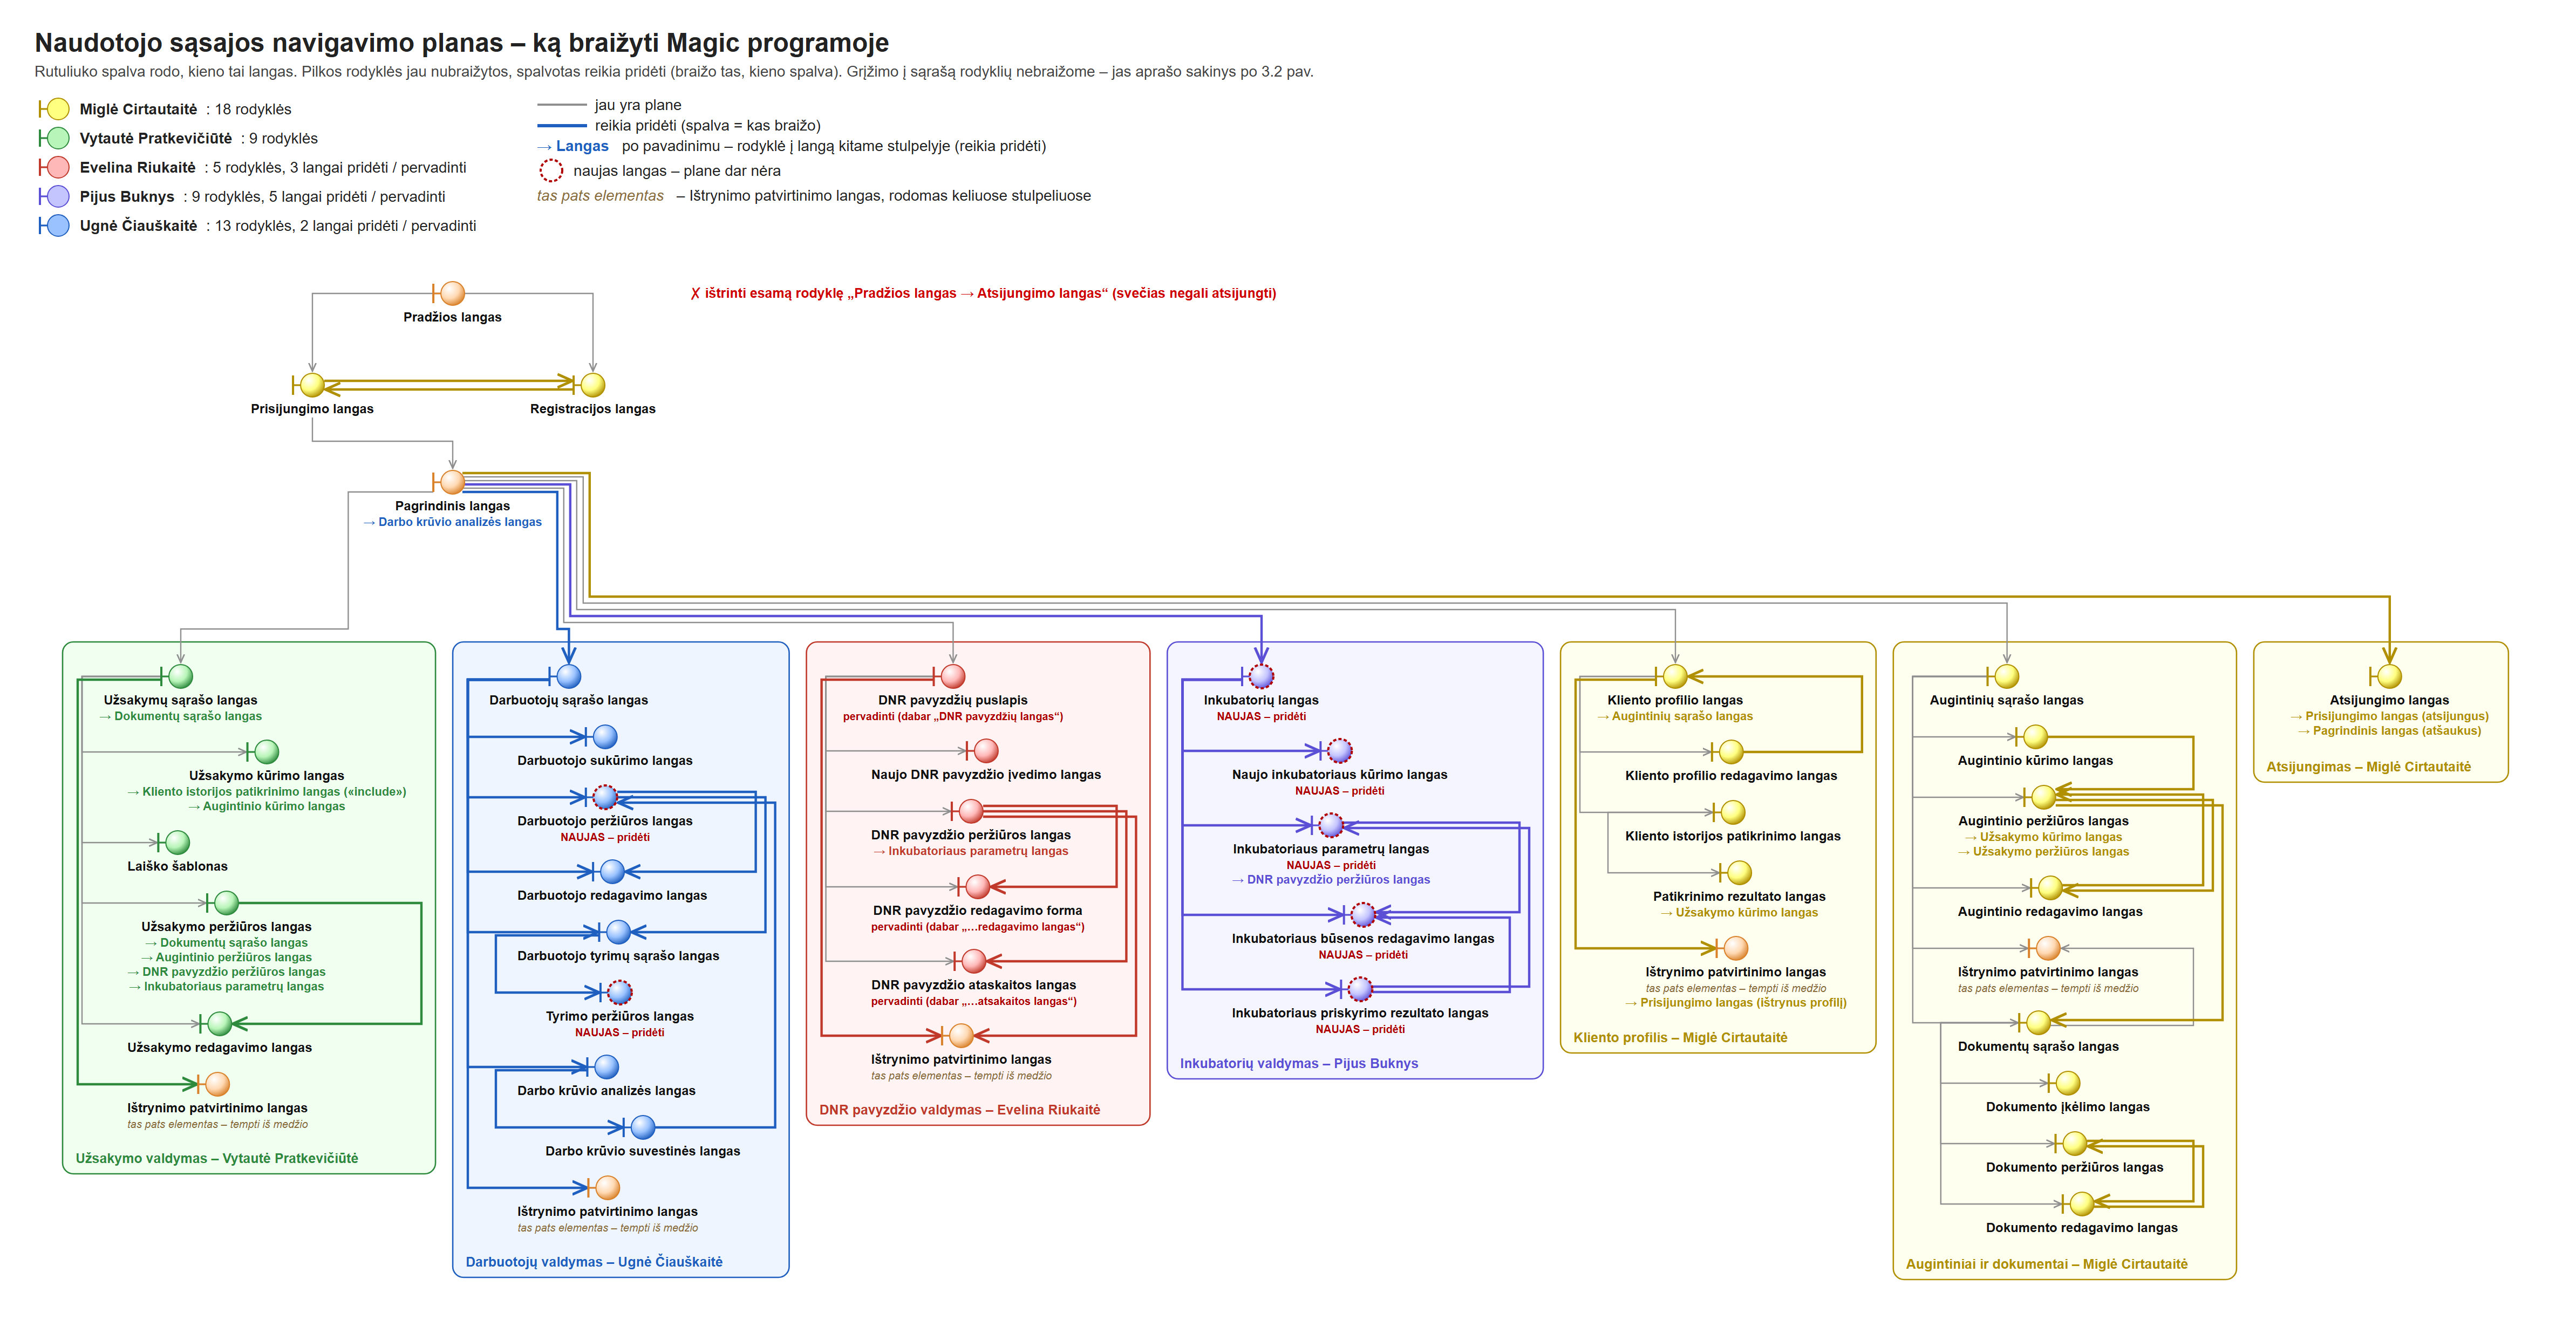 Naudotojo sąsajos navigavimo planas – ką braižyti Magic programoje
Rutuliuko spalva rodo, kieno tai langas. Pilkos rodyklės jau nubraižytos, spalvotas reikia pridėti (braižo tas, kieno spalva). Grįžimo į sąrašą rodyklių nebraižome – jas aprašo sakinys po 3.2 pav.
Miglė Cirtautaitė : 18 rodyklės
Vytautė Pratkevičiūtė : 9 rodyklės
Evelina Riukaitė : 5 rodyklės, 3 langai pridėti / pervadinti
Pijus Buknys : 9 rodyklės, 5 langai pridėti / pervadinti
Ugnė Čiauškaitė : 13 rodyklės, 2 langai pridėti / pervadinti
jau yra plane
reikia pridėti (spalva = kas braižo)
→ Langas po pavadinimu – rodyklė į langą kitame stulpelyje (reikia pridėti)
naujas langas – plane dar nėra
tas pats elementas – Ištrynimo patvirtinimo langas, rodomas keliuose stulpeliuose
Pradžios langas
✗ ištrinti esamą rodyklę „Pradžios langas → Atsijungimo langas“ (svečias negali atsijungti)
Prisijungimo langas
Registracijos langas
Pagrindinis langas
→ Darbo krūvio analizės langas
Užsakymų sąrašo langas
→ Dokumentų sąrašo langas
Užsakymo kūrimo langas
→ Kliento istorijos patikrinimo langas («include»)
→ Augintinio kūrimo langas
Laiško šablonas
Užsakymo peržiūros langas
→ Dokumentų sąrašo langas
→ Augintinio peržiūros langas
→ DNR pavyzdžio peržiūros langas
→ Inkubatoriaus parametrų langas
Užsakymo redagavimo langas
Ištrynimo patvirtinimo langas
tas pats elementas – tempti iš medžio
Užsakymo valdymas – Vytautė Pratkevičiūtė
Darbuotojų sąrašo langas
Darbuotojo sukūrimo langas
Darbuotojo peržiūros langas
NAUJAS – pridėti
Darbuotojo redagavimo langas
Darbuotojo tyrimų sąrašo langas
Tyrimo peržiūros langas
NAUJAS – pridėti
Darbo krūvio analizės langas
Darbo krūvio suvestinės langas
Ištrynimo patvirtinimo langas
tas pats elementas – tempti iš medžio
Darbuotojų valdymas – Ugnė Čiauškaitė
DNR pavyzdžių puslapis
pervadinti (dabar „DNR pavyzdžių langas“)
Naujo DNR pavyzdžio įvedimo langas
DNR pavyzdžio peržiūros langas
→ Inkubatoriaus parametrų langas
DNR pavyzdžio redagavimo forma
pervadinti (dabar „...redagavimo langas“)
DNR pavyzdžio ataskaitos langas
pervadinti (dabar „...atsakaitos langas“)
Ištrynimo patvirtinimo langas
tas pats elementas – tempti iš medžio
DNR pavyzdžio valdymas – Evelina Riukaitė
Inkubatorių langas
NAUJAS – pridėti
Naujo inkubatoriaus kūrimo langas
NAUJAS – pridėti
Inkubatoriaus parametrų langas
NAUJAS – pridėti
→ DNR pavyzdžio peržiūros langas
Inkubatoriaus būsenos redagavimo langas
NAUJAS – pridėti
Inkubatoriaus priskyrimo rezultato langas
NAUJAS – pridėti
Inkubatorių valdymas – Pijus Buknys
Kliento profilio langas
→ Augintinių sąrašo langas
Kliento profilio redagavimo langas
Kliento istorijos patikrinimo langas
Patikrinimo rezultato langas
→ Užsakymo kūrimo langas
Ištrynimo patvirtinimo langas
tas pats elementas – tempti iš medžio
→ Prisijungimo langas (ištrynus profilį)
Kliento profilis – Miglė Cirtautaitė
Augintinių sąrašo langas
Augintinio kūrimo langas
Augintinio peržiūros langas
→ Užsakymo kūrimo langas
→ Užsakymo peržiūros langas
Augintinio redagavimo langas
Ištrynimo patvirtinimo langas
tas pats elementas – tempti iš medžio
Dokumentų sąrašo langas
Dokumento įkėlimo langas
Dokumento peržiūros langas
Dokumento redagavimo langas
Augintiniai ir dokumentai – Miglė Cirtautaitė
Atsijungimo langas
→ Prisijungimo langas (atsijungus)
→ Pagrindinis langas (atšaukus)
Atsijungimas – Miglė Cirtautaitė